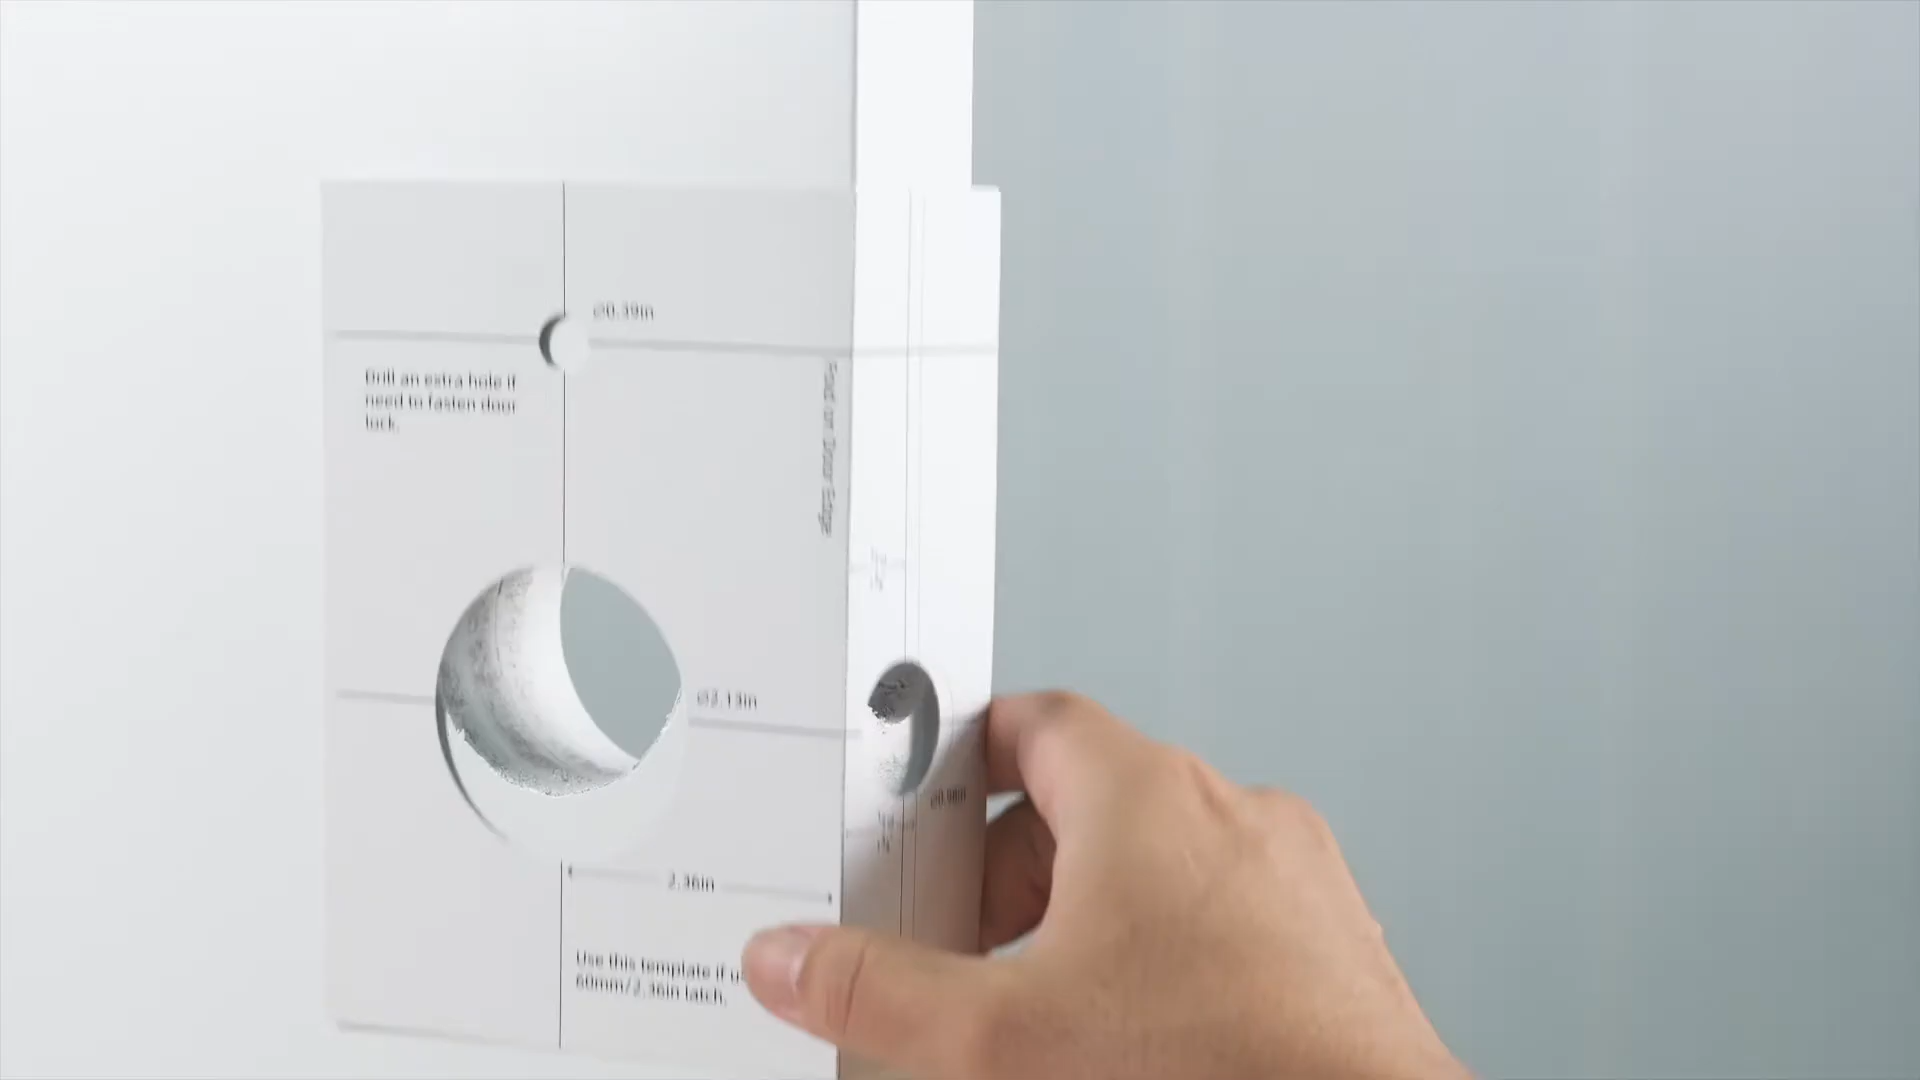 ⌀0.39in
Drill an extra hole if
need to fasten door
lock.
Fold on Door Edge
⌀2.13in
⌀0.98in
2.36in
Use this template if u
60mm/2.36in latch.